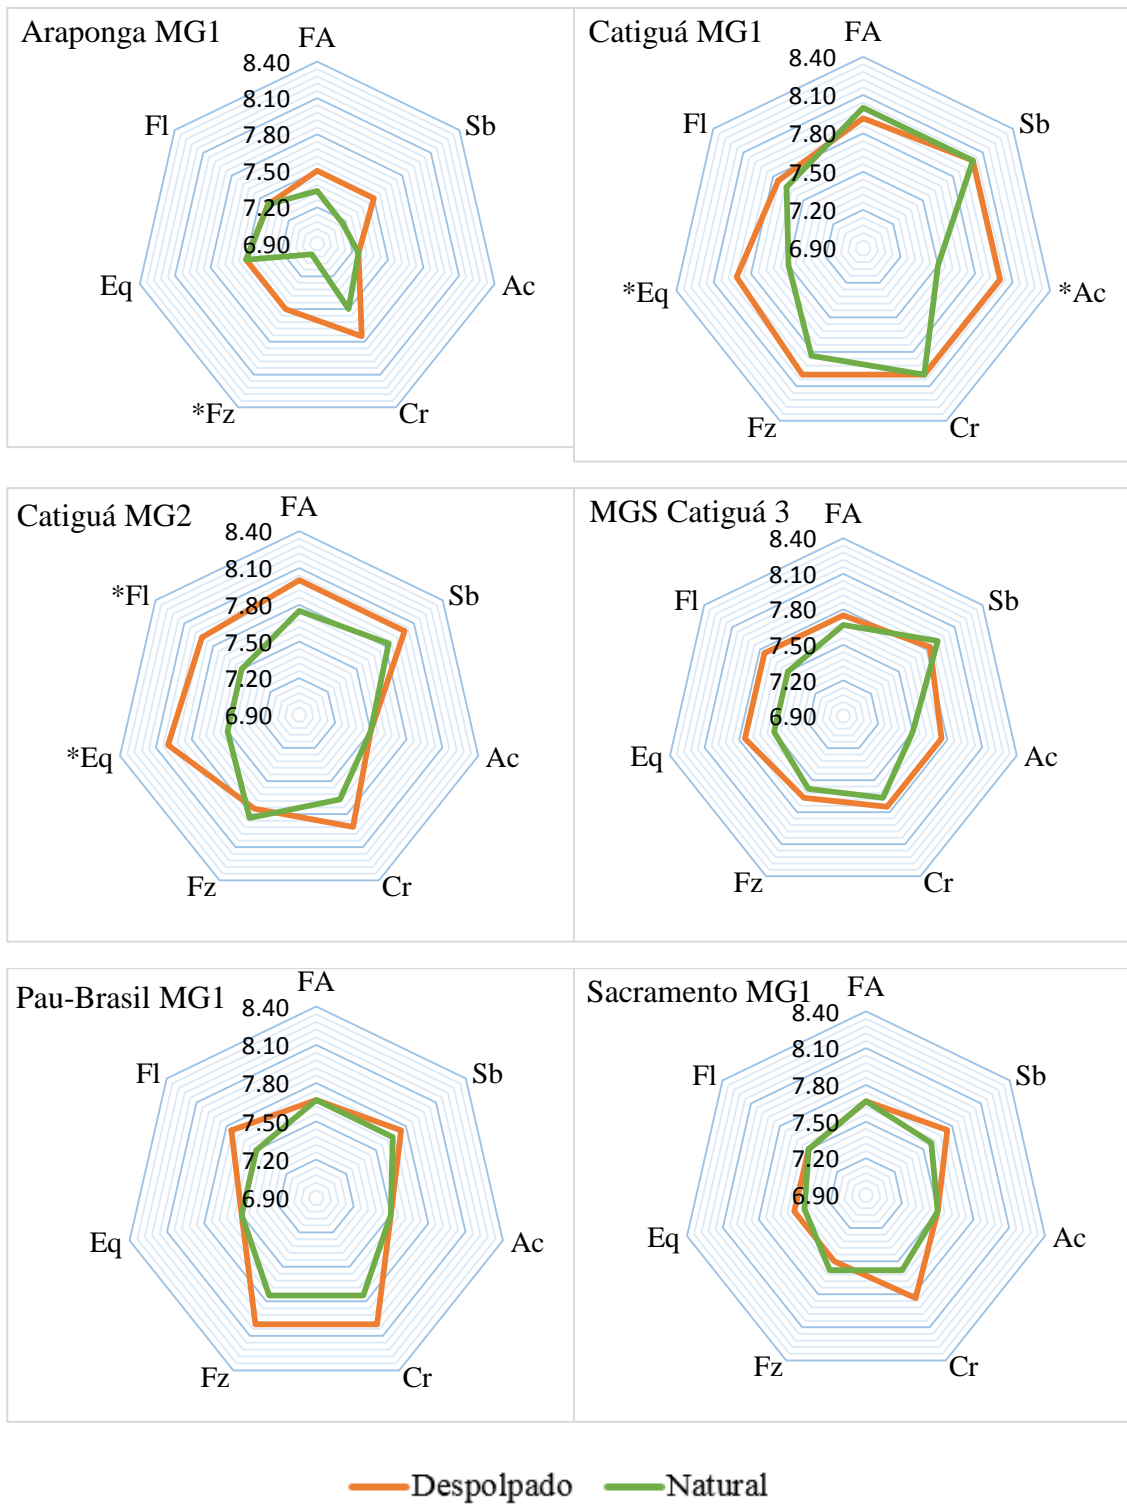 Araponga MG1
FA
8.40
8.10
7.80
7.50
7.20
6.90
Fl
Sb
Eq
Ac
*Fz
Cr
Catiguá MG1
FA
8.40
8.10
7.80
7.50
7.20
6.90
Fl
Sb
*Eq
*Ac
Fz
Cr
Catiguá MG2
FA
8.40
8.10
7.80
7.50
7.20
6.90
*Fl
Sb
*Eq
Ac
Fz
Cr
MGS Catiguá 3
FA
8.40
8.10
7.80
7.50
7.20
6.90
Fl
Sb
Eq
Ac
Fz
Cr
Pau-Brasil MG1
FA
8.40
8.10
7.80
7.50
7.20
6.90
Fl
Sb
Eq
Ac
Fz
Cr
Sacramento MG1
FA
8.40
8.10
7.80
7.50
7.20
6.90
Fl
Sb
Eq
Ac
Fz
Cr
Despolpado Natural